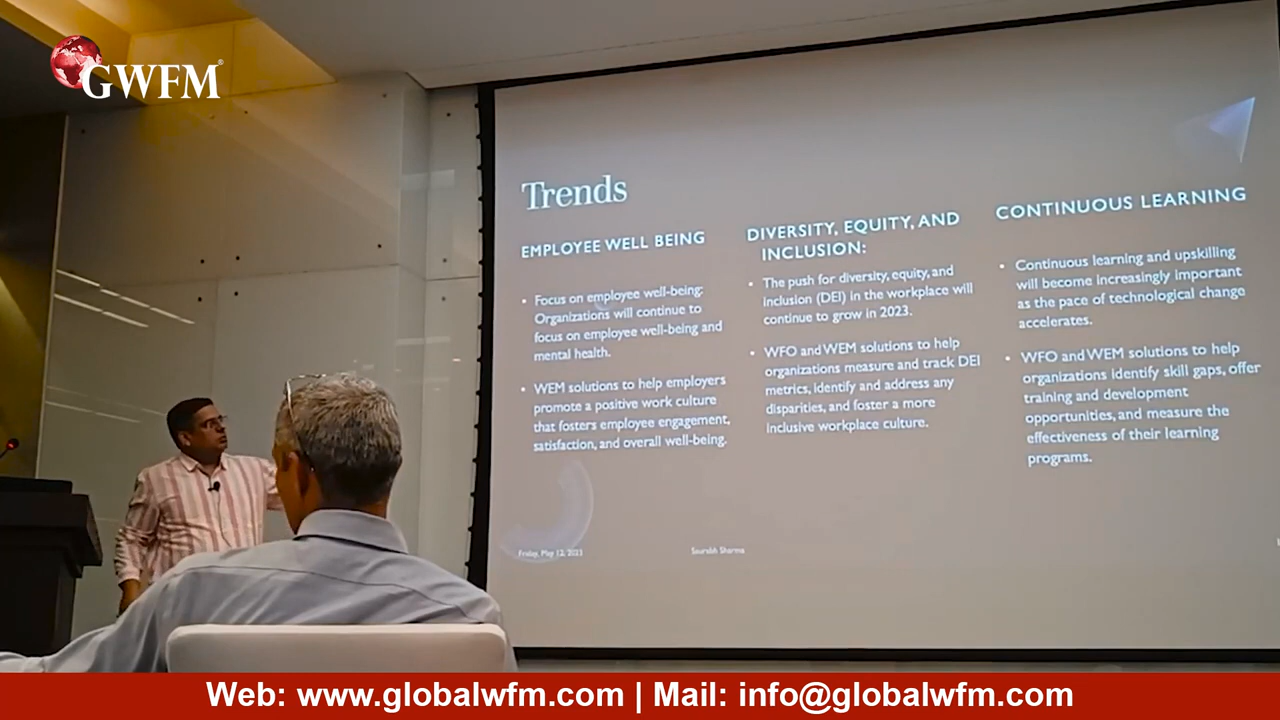 GWFM®
Trends
EMPLOYEE WELL BEING
• Focus on employee well-being:
Organizations will continue to
focus on employee well-being and
mental health.
• WEM solutions to help employers
promote a positive work culture
that fosters employee engagement,
satisfaction, and overall well-being.
DIVERSITY, EQUITY, AND
INCLUSION:
• The push for diversity, equity, and
inclusion (DEI) in the workplace will
continue to grow in 2023.
• WFO and WEM solutions to help
organizations measure and track DEI
metrics, identify and address any
disparities, and foster a more
inclusive workplace culture.
CONTINUOUS LEARNING
• Continuous learning and upskilling
will become increasingly important
as the pace of technological change
accelerates.
• WFO and WEM solutions to help
organizations identify skill gaps, offer
training and development
opportunities, and measure the
effectiveness of their learning
programs.
Friday, May 12, 2023
Sourabh Sharma
Web: www.globalwfm.com | Mail: info@globalwfm.com